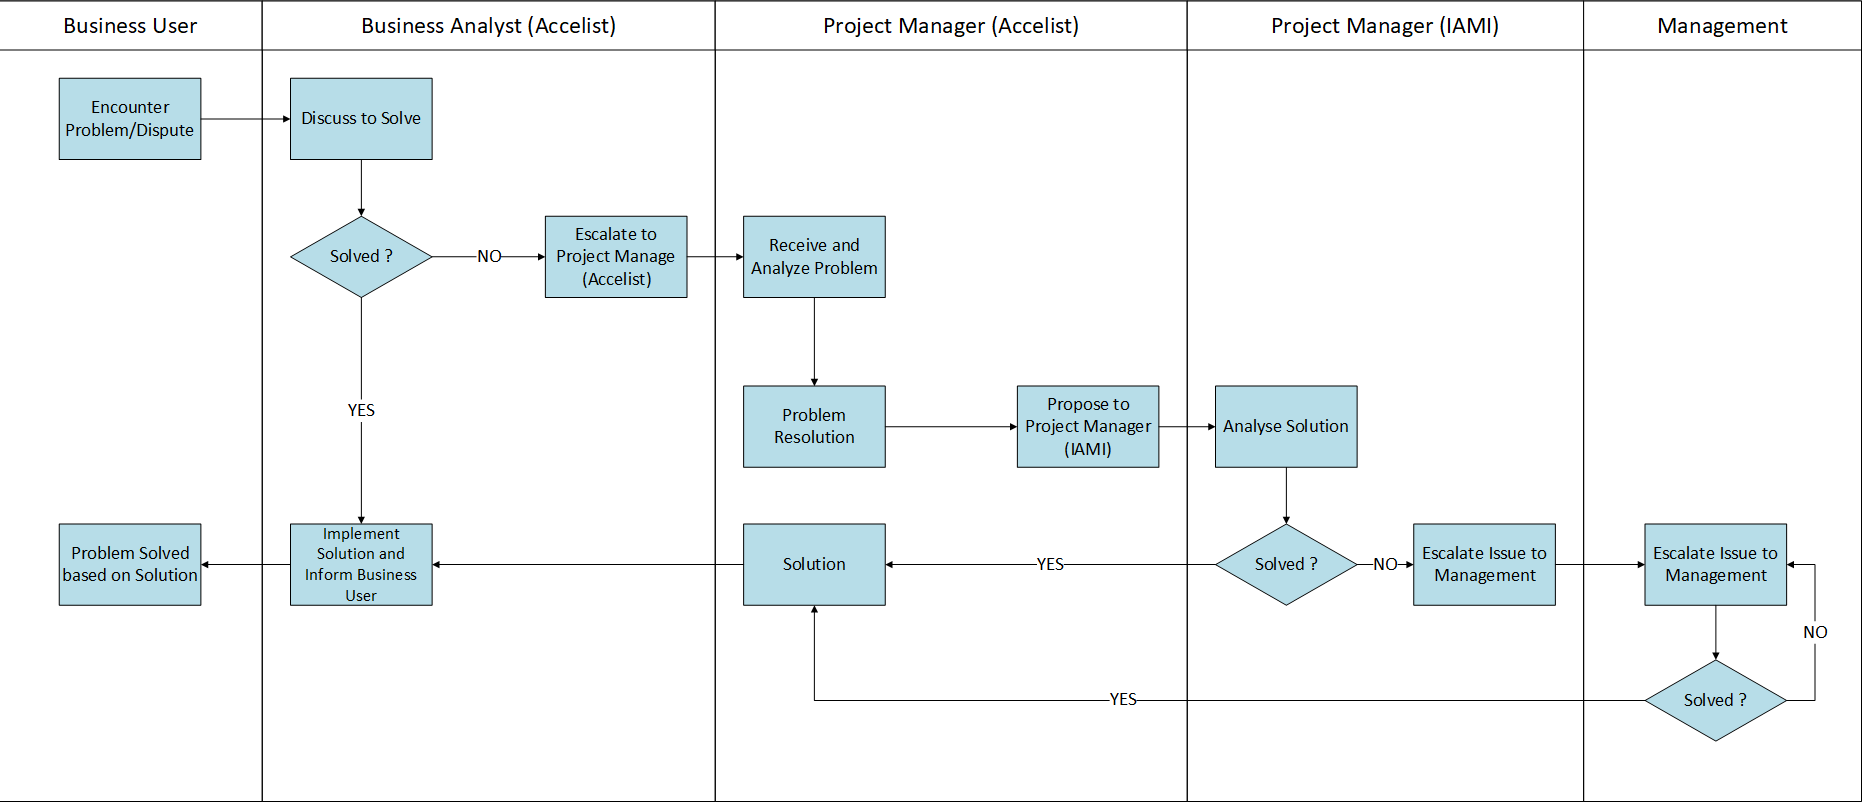 Business User
Business Analyst (Accelist)
Project Manager (Accelist)
Project Manager (IAMI)
Management
Encounter
Problem/Dispute
Discuss to Solve
Solved ?
NO
Escalate to
Project Manage
(Accelist)
Receive and
Analyze Problem
YES
Problem
Resolution
Propose to
Project Manager
(IAMI)
Analyse Solution
Problem Solved
based on Solution
Implement
Solution and
Inform Business
User
Solution
YES
Solved ?
NO
Escalate Issue to
Management
Escalate Issue to
Management
NO
YES
Solved ?